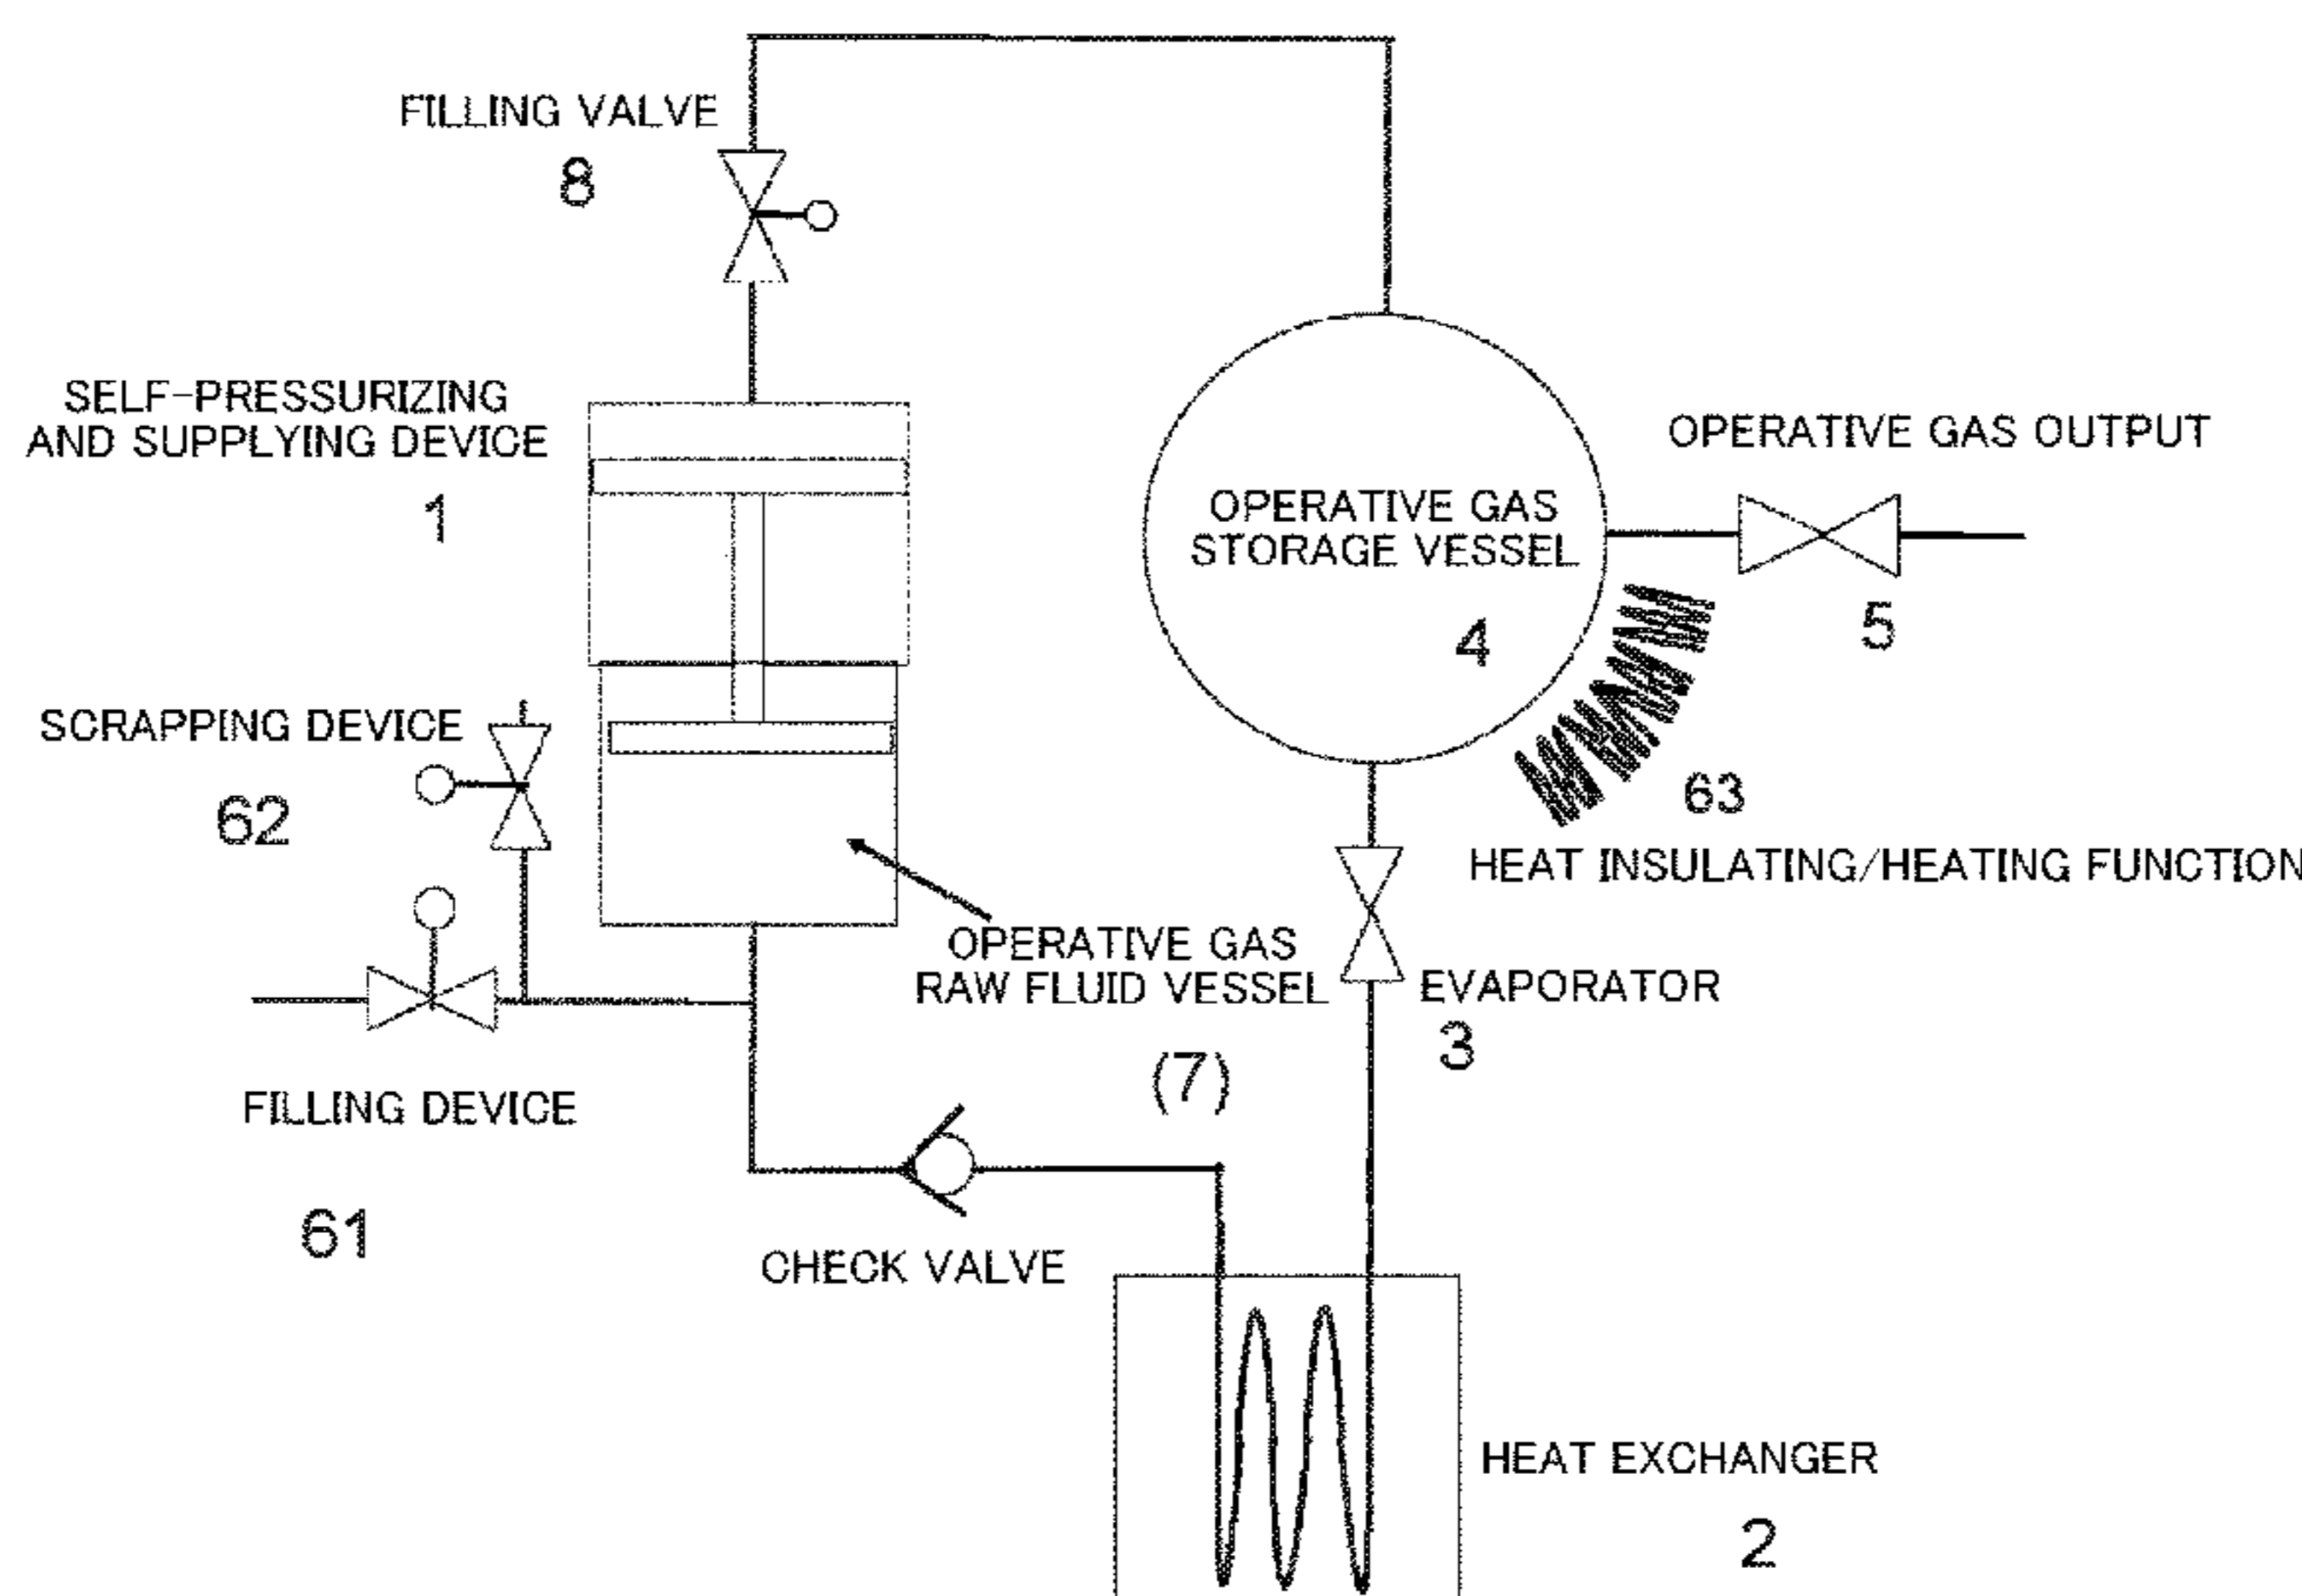 FILLING VALVE
8
SELF-PRESSURIZING
AND SUPPLYING DEVICE
1
OPERATIVE GAS OUTPUT
5
OPERATIVE GAS
STORAGE VESSEL
4
SCRAPPING DEVICE
62
63
HEAT INSULATING/HEATING FUNCTION
OPERATIVE GAS
RAW FLUID VESSEL
(7)
EVAPORATOR
3
FILLING DEVICE
61
CHECK VALVE
HEAT EXCHANGER
2